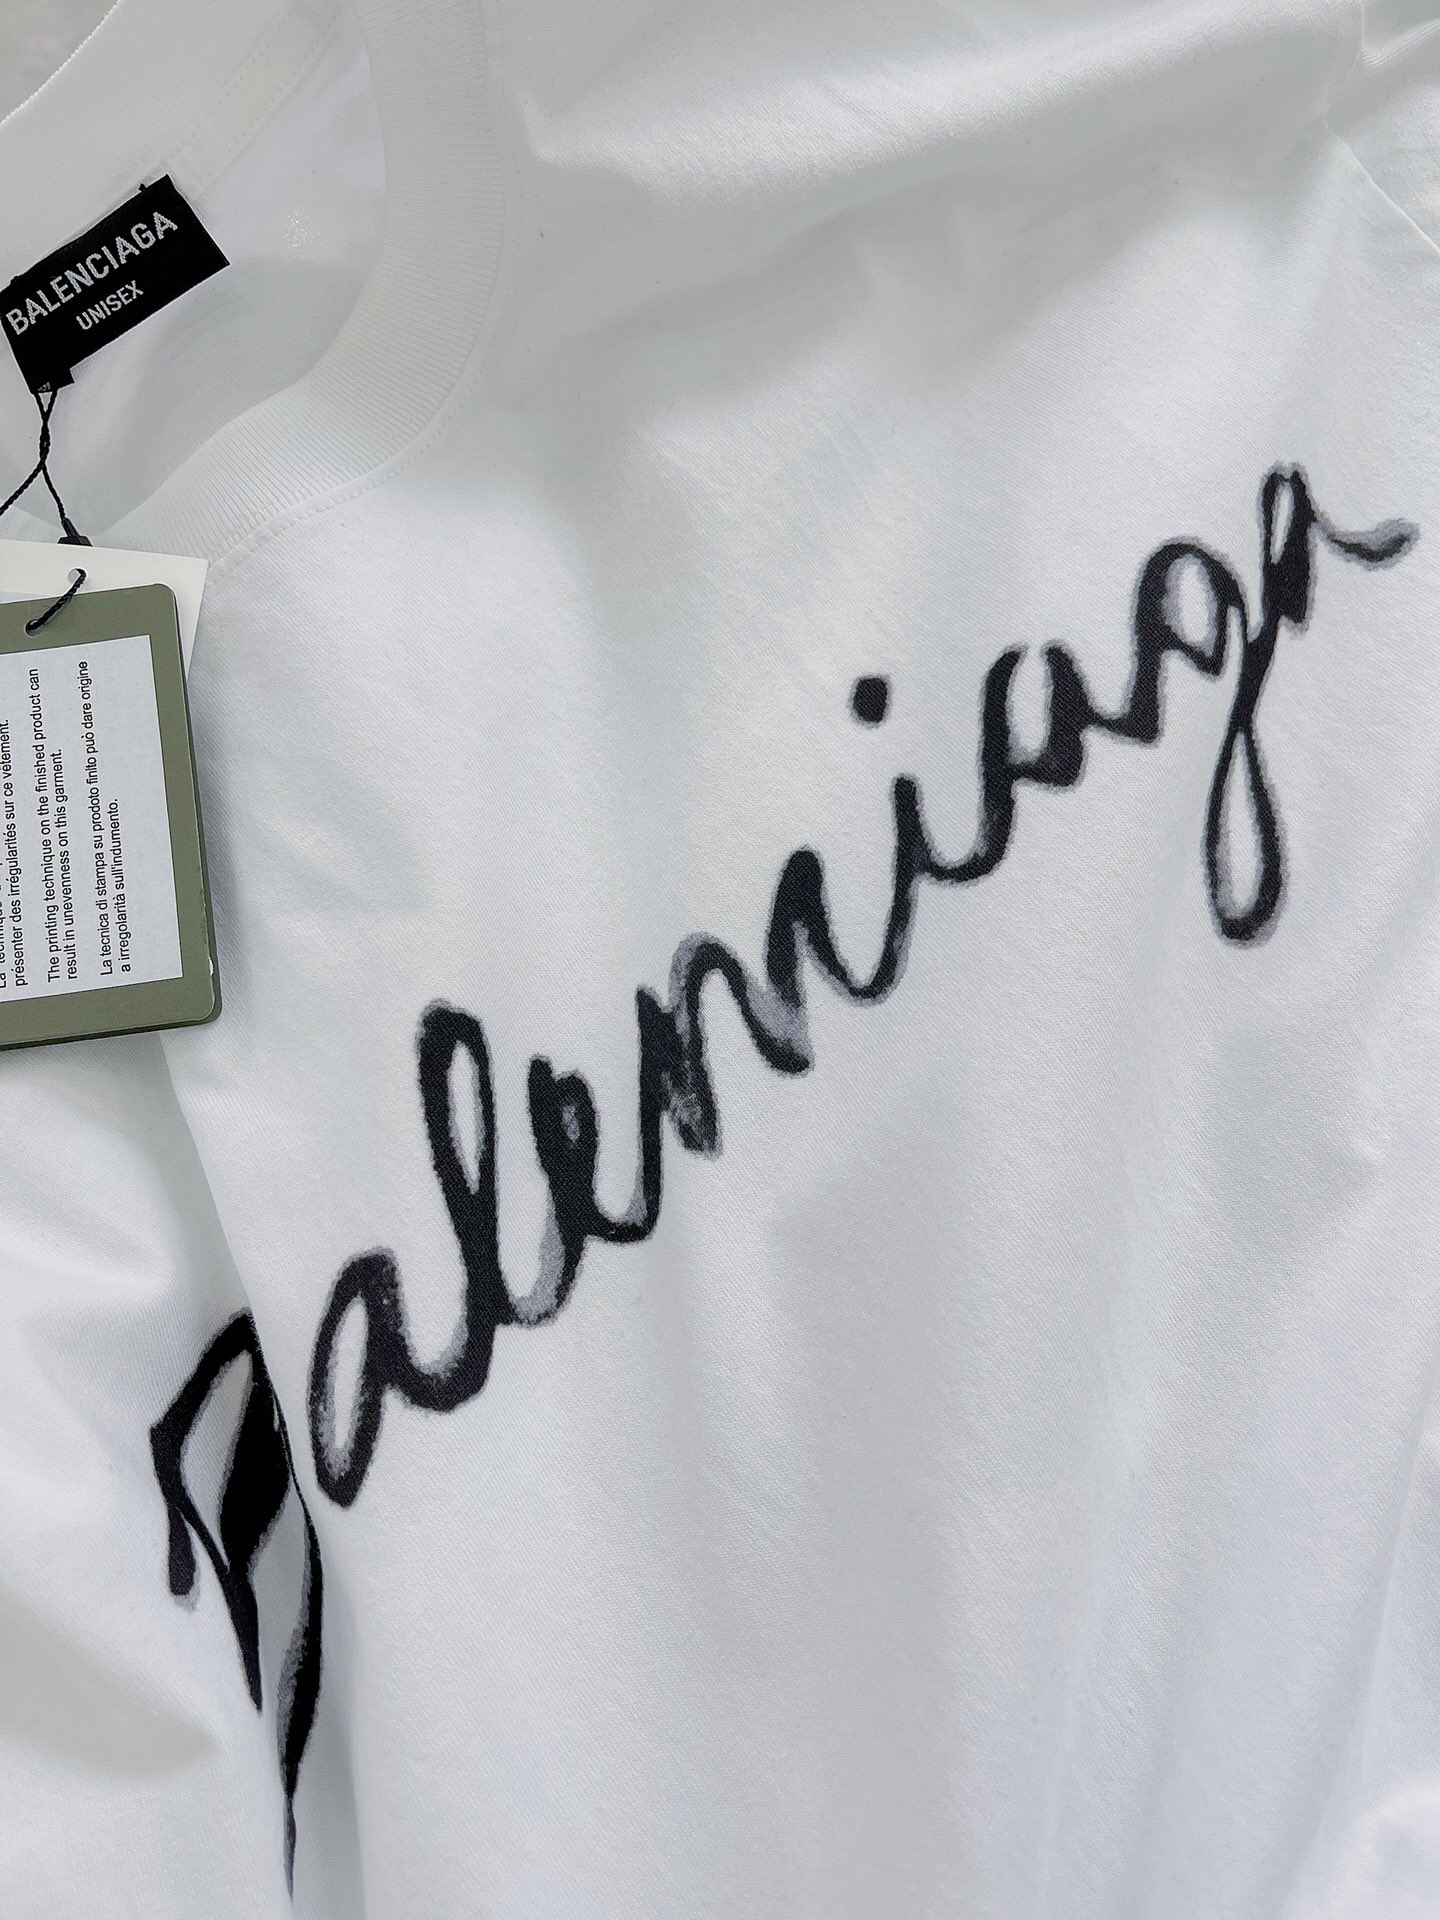 BALENCIAGA
UNISEX
présenter des irrégularités sur ce vêtement.
The printing technique on the finished product can
result in unevenness on this garment.
La tecnica di stampa su prodoto finito può dare origine
a irregolarità sull'indumento.
Balenciaga